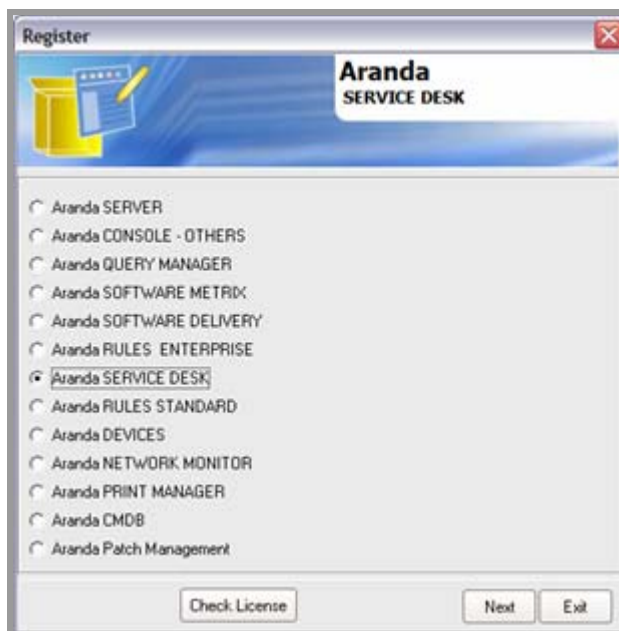 Register
Aranda
SERVICE DESK
Aranda SERVER
Aranda CONSOLE - OTHERS
Aranda QUERY MANAGER
Aranda SOFTWARE METRIX
Aranda SOFTWARE DELIVERY
Aranda RULES ENTERPRISE
Aranda SERVICE DESK
Aranda RULES STANDARD
Aranda DEVICES
Aranda NETWORK MONITOR
Aranda PRINT MANAGER
Aranda CMDB
Aranda Patch Management
Check License Next Exit